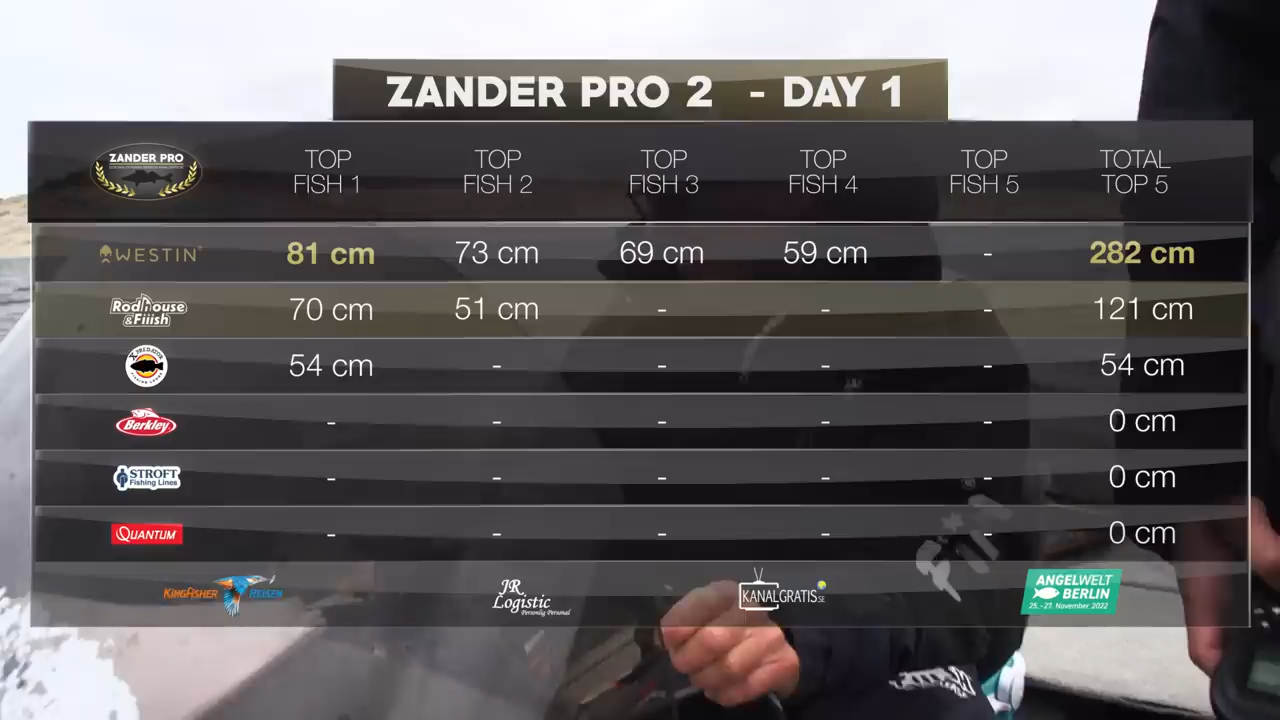 ZANDER PRO 2 - DAY 1
ZANDER PRO
TOP FISH 1
TOP FISH 2
TOP FISH 3
TOP FISH 4
TOP FISH 5
TOTAL TOP 5
WESTIN® 81 cm 73 cm 69 cm 59 cm - 282 cm
Rodhouse &Fiiish 70 cm 51 cm - - - 121 cm
PREDATOR 54 cm - - - - 54 cm
Berkley - - - - - 0 cm
STROFT Fishing Lines - - - - - 0 cm
QUANTUM - - - - - 0 cm
KINGFISHER REISEN
JR Logistic
Personlig Personal
KANALGRATIS.SE
ANGELWELT
BERLIN
25.-27. November 2022